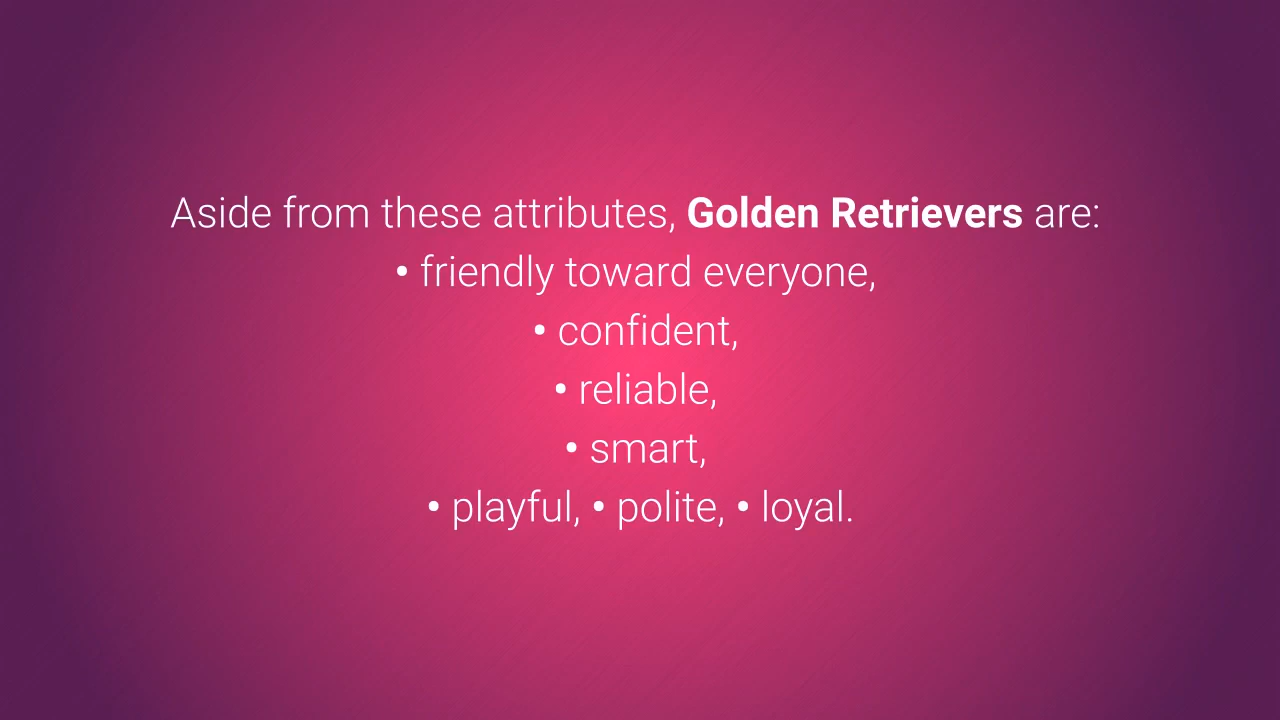 Aside from these attributes, Golden Retrievers are:
• friendly toward everyone,
• confident,
• reliable,
• smart,
• playful, • polite, • loyal.